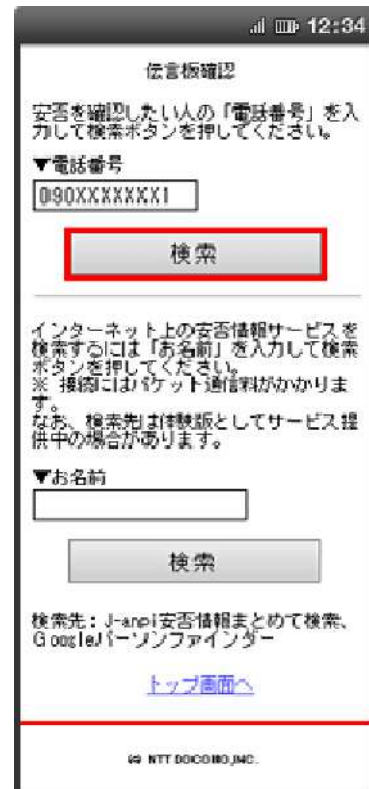 12:34
伝言板確認
安否を確認したい人の「電話番号」を入
力して検索ボタンを押してください。
▼電話番号
090XXXXXXX1
検索
インターネット上の安否情報サービスを
検索するには「お名前」を入力して検索
ボタンを押してください。
※ 接続にはパケット通信料がかかりま
す。
なお、検索先は体験版としてサービス提
供中の場合があります。
▼お名前
検索
検索先：J-anpi安否情報まとめて検索、
Googleパーソンファインダー
トップ画面へ
(c) NTT DOCOMO,INC.